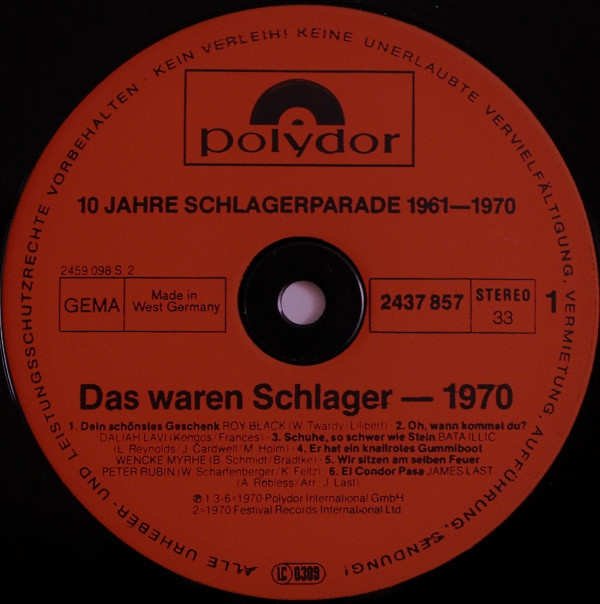 ALLE URHEBER- UND LEISTUNGSSCHUTZRECHTE VORBEHALTEN · KEIN VERLEIH! KEINE UNERLAUBTE VERVIELFÄLTIGUNG, VERMIETUNG, AUFFÜHRUNG, SENDUNG!
polydor
10 JAHRE SCHLAGERPARADE 1961—1970
2459 098 S 2
GEMA
Made in
West Germany
2437 857
STEREO
33
1
Das waren Schlager — 1970
1. Dein schönstes Geschenk ROY BLACK (W. Twardy/Lilibert) · 2. Oh, wann kommst du?
DALIAH LAVI (Kongos/Frances) · 3. Schuhe, so schwer wie Stein BATA ILLIC
(L. Reynolds/J. Cardwell/M. Holm) · 4. Er hat ein knallrotes Gummiboot
WENCKE MYRHE (B. Schmidt/Bradtke) · 5. Wir sitzen am selben Feuer
PETER RUBIN (W. Scharfenberger/K. Feltz) · 6. El Condor Pasa JAMES LAST
(A. Robless/Arr.: J. Last)
℗ 1.3-6=1970 Polydor International GmbH
2=1970 Festival Records International Ltd.
LC 0309